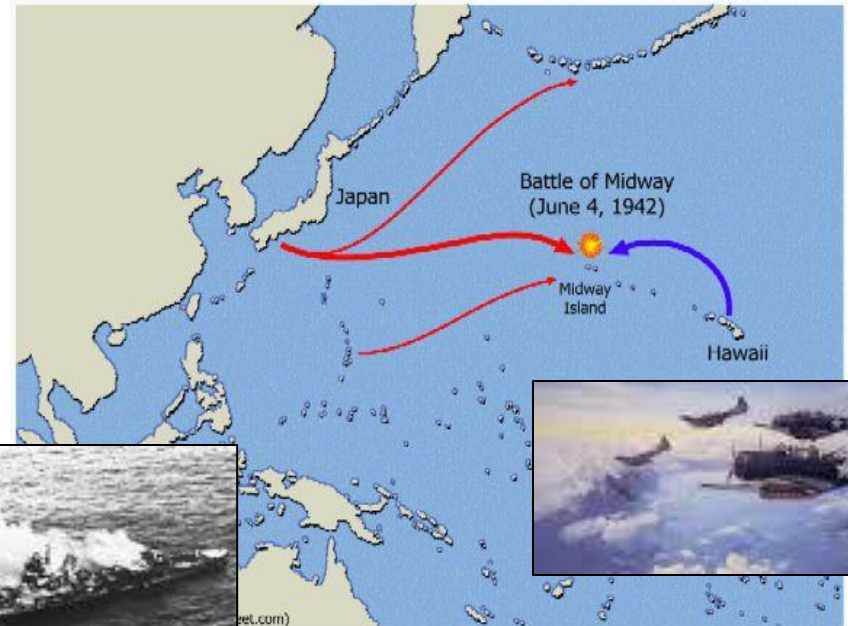 Japan
Battle of Midway
(June 4, 1942)
Midway
Island
Hawaii
eet.com)